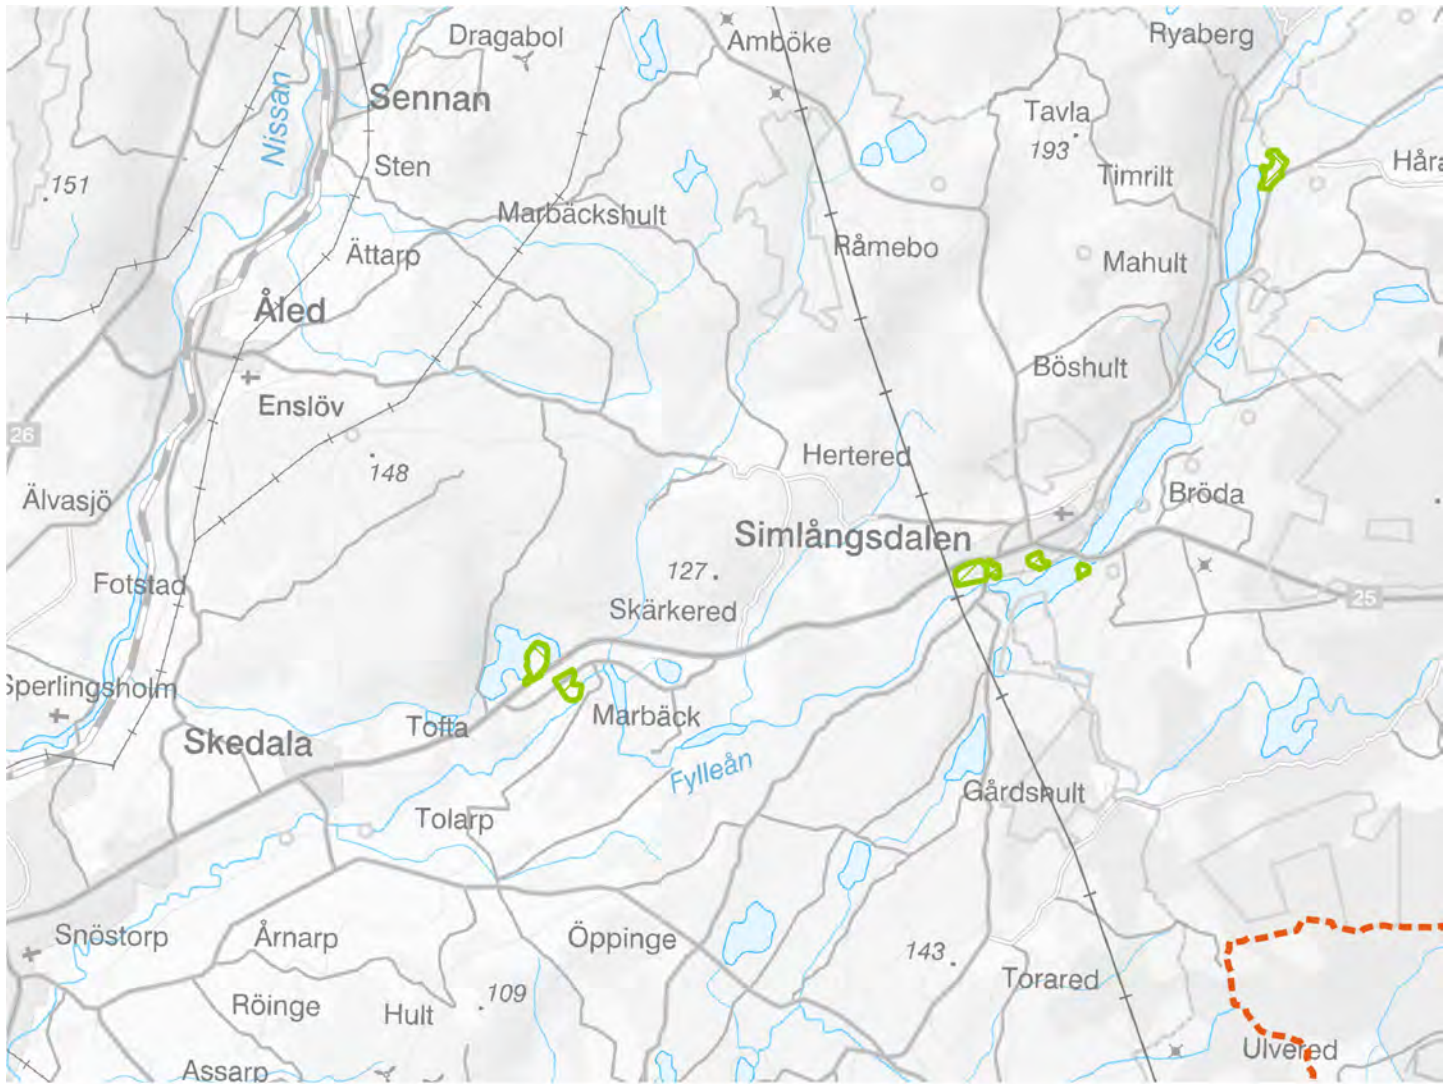 Dragabol
Amböke
Ryaberg
Sennan
Nissan
Tavla
193
Sten
151
Timrilt
Marbäckshult
Ättarp
Råmebo
Mahult
Åled
Böshult
Enslöv
26
148
Hertered
Älvasjö
Bröda
Simlångsdalen
127
Fotstad
25
Skärkered
Sperlingsholm
Marbäck
Tofta
Skedala
Fylleån
Gårdshult
Tolarp
Snöstorp
Årnarp
Öppinge
143
Torared
109
Röinge
Hult
Ulvered
Assarp